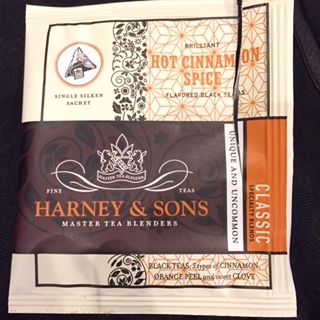 BRILLIANT
HOT CINNAMON
SPICE
FLAVORED BLACK TEAS
SINGLE SILKEN
SACHET
MASTER TEA BLENDERS
FINE TEAS
HARNEY & SONS
MASTER TEA BLENDERS
UNIQUE AND UNCOMMON
CLASSIC
SPECIALTY BLENDS
BLACK TEAS, 3 types of CINNAMON,
ORANGE PEEL and sweet CLOVE